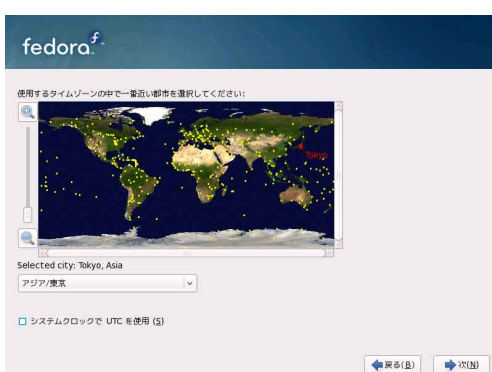 fedora
使用するタイムゾーンの中で一番近い都市を選択してください:
Tokyo
Selected city: Tokyo, Asia
アジア/東京
システムクロックで UTC を使用 (S)
戻る(B)
次(N)